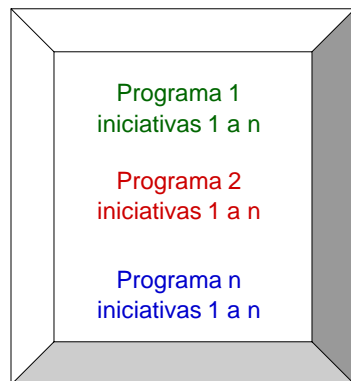 Programa 1
iniciativas 1 a n
Programa 2
iniciativas 1 a n
Programa n
iniciativas 1 a n